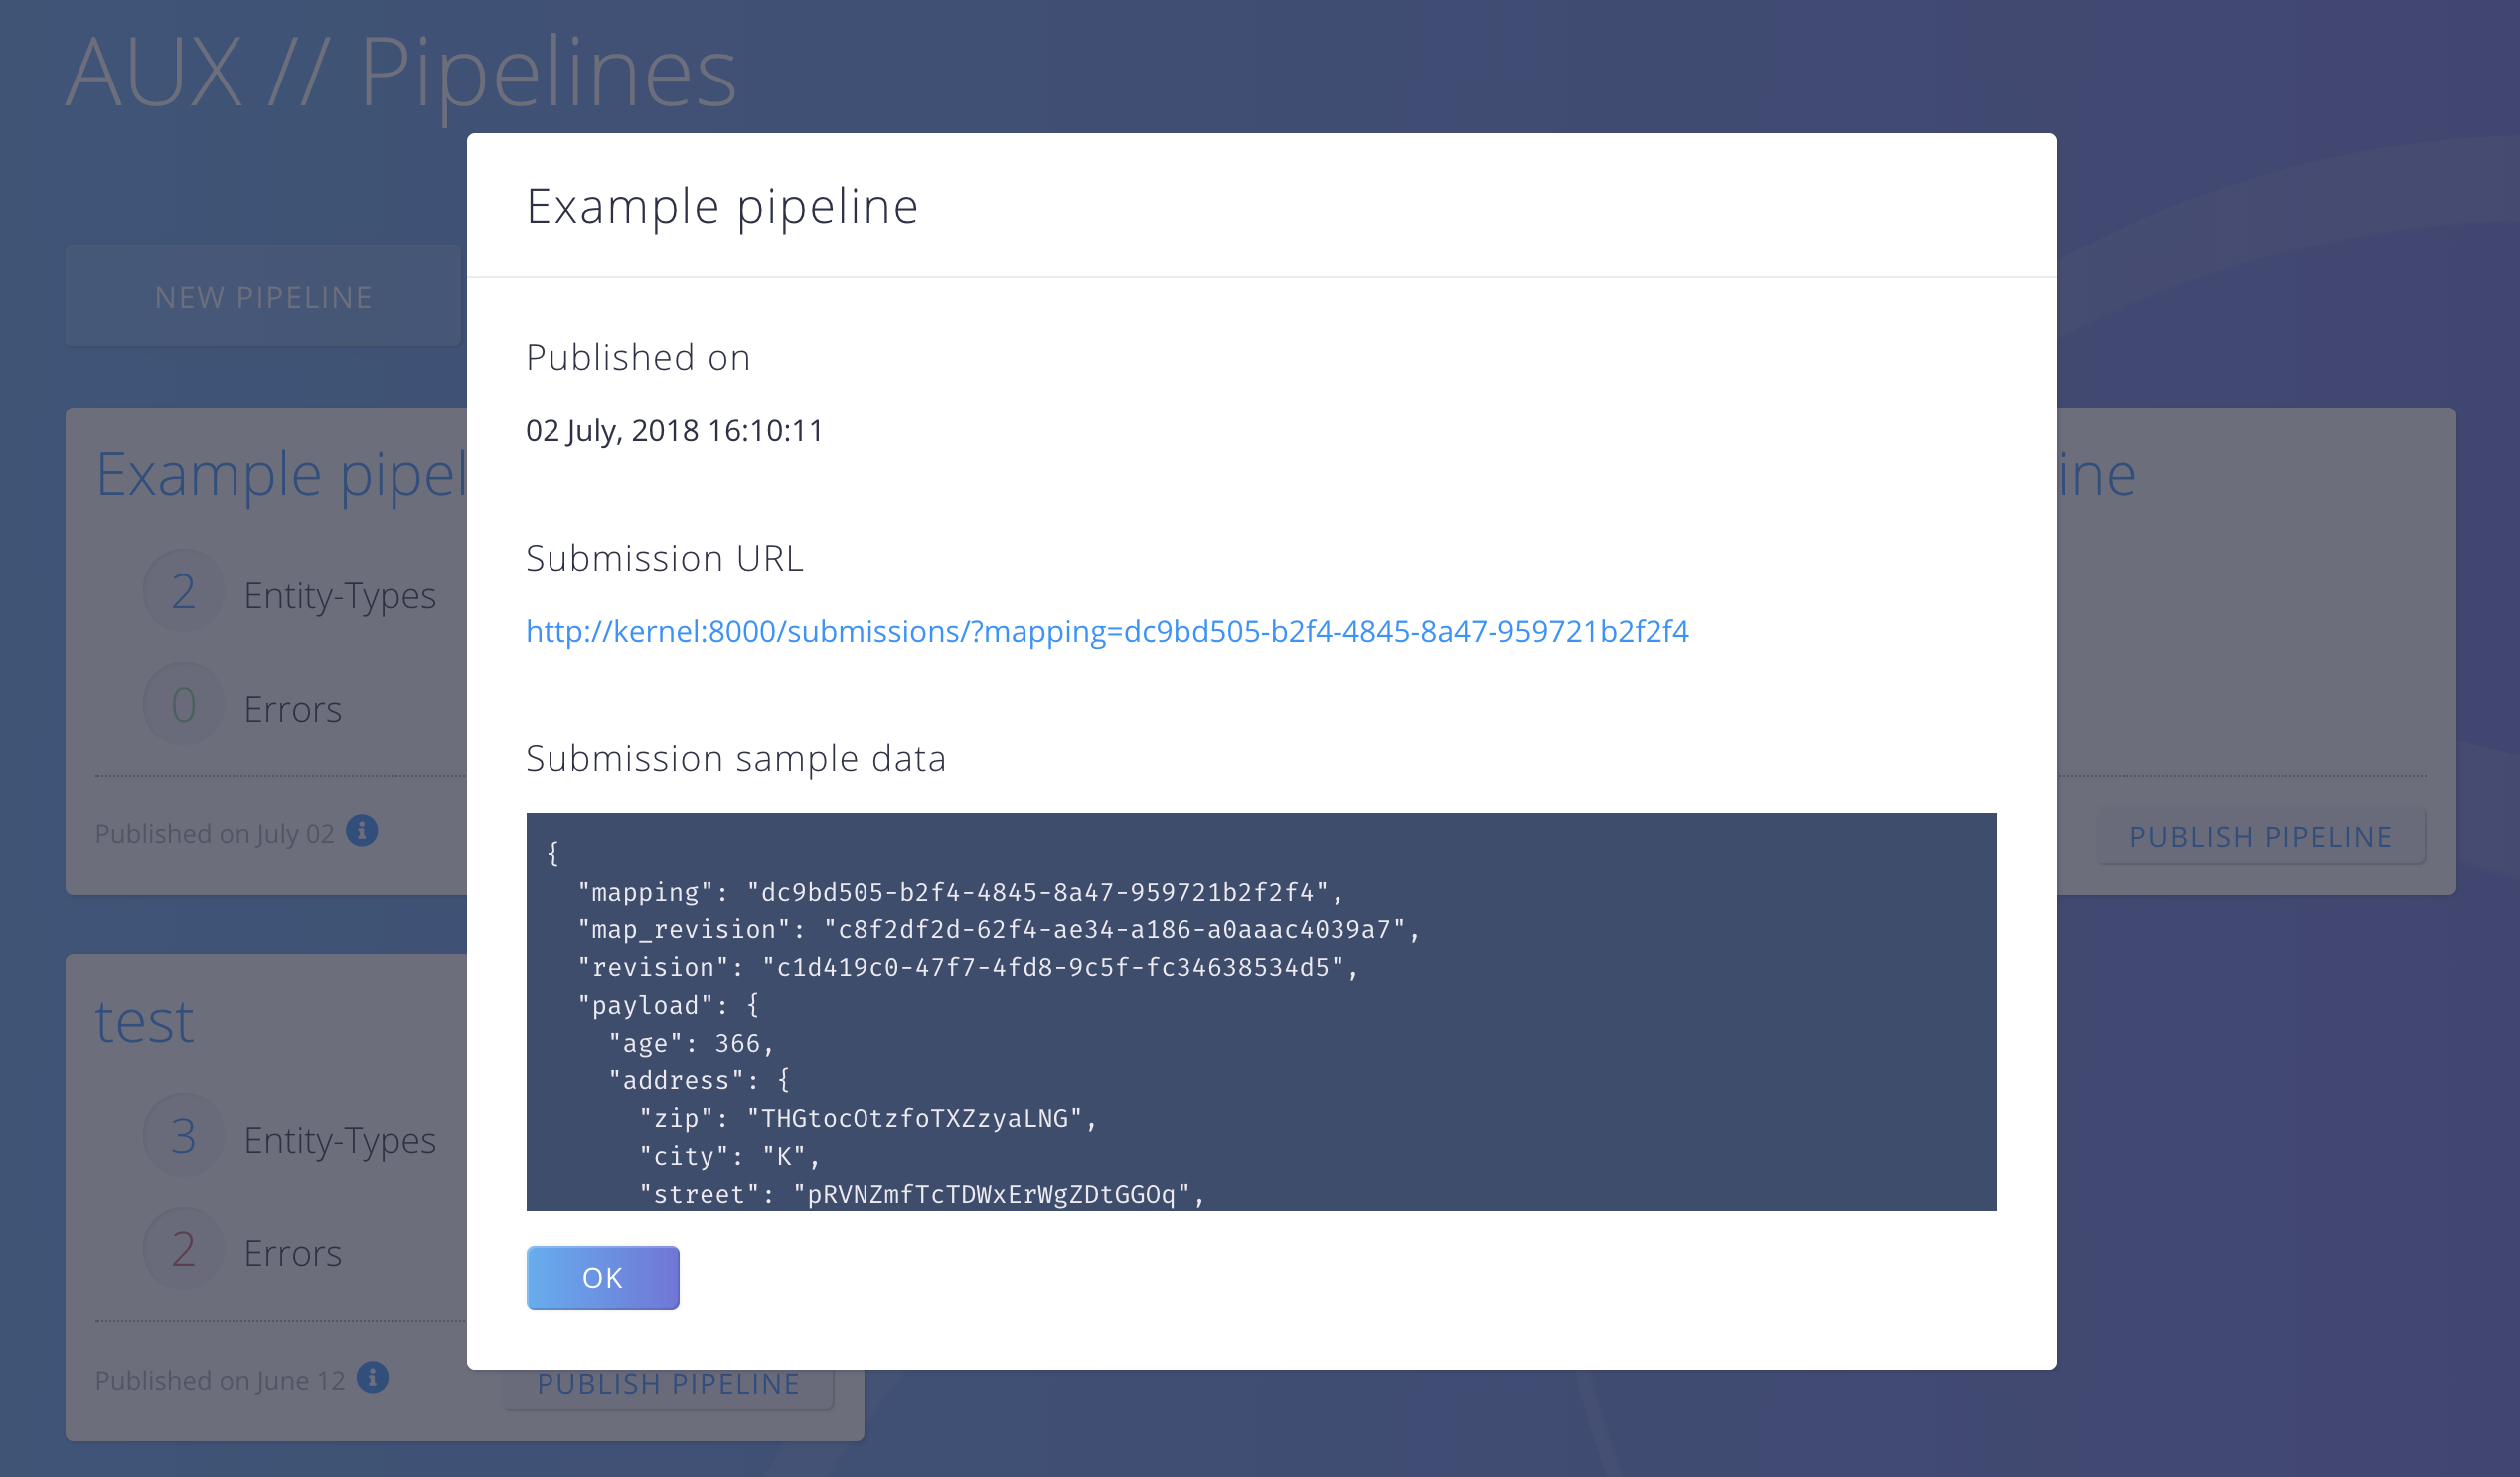 AUX // Pipelines
NEW PIPELINE
Example pipel
2 Entity-Types
0 Errors
Published on July 02
test
3 Entity-Types
2 Errors
Published on June 12
PUBLISH PIPELINE
Example pipeline
Published on
02 July, 2018 16:10:11
Submission URL
http://kernel:8000/submissions/?mapping=dc9bd505-b2f4-4845-8a47-959721b2f2f4
Submission sample data
{
"mapping": "dc9bd505-b2f4-4845-8a47-959721b2f2f4",
"map_revision": "c8f2df2d-62f4-ae34-a186-a0aaac4039a7",
"revision": "c1d419c0-47f7-4fd8-9c5f-fc34638534d5",
"payload": {
"age": 366,
"address": {
"zip": "THGtocOtzfoTXZzyaLNG",
"city": "K",
"street": "pRVNZmfTcTDWxErWgZDtGGOq",
OK
ine
PUBLISH PIPELINE